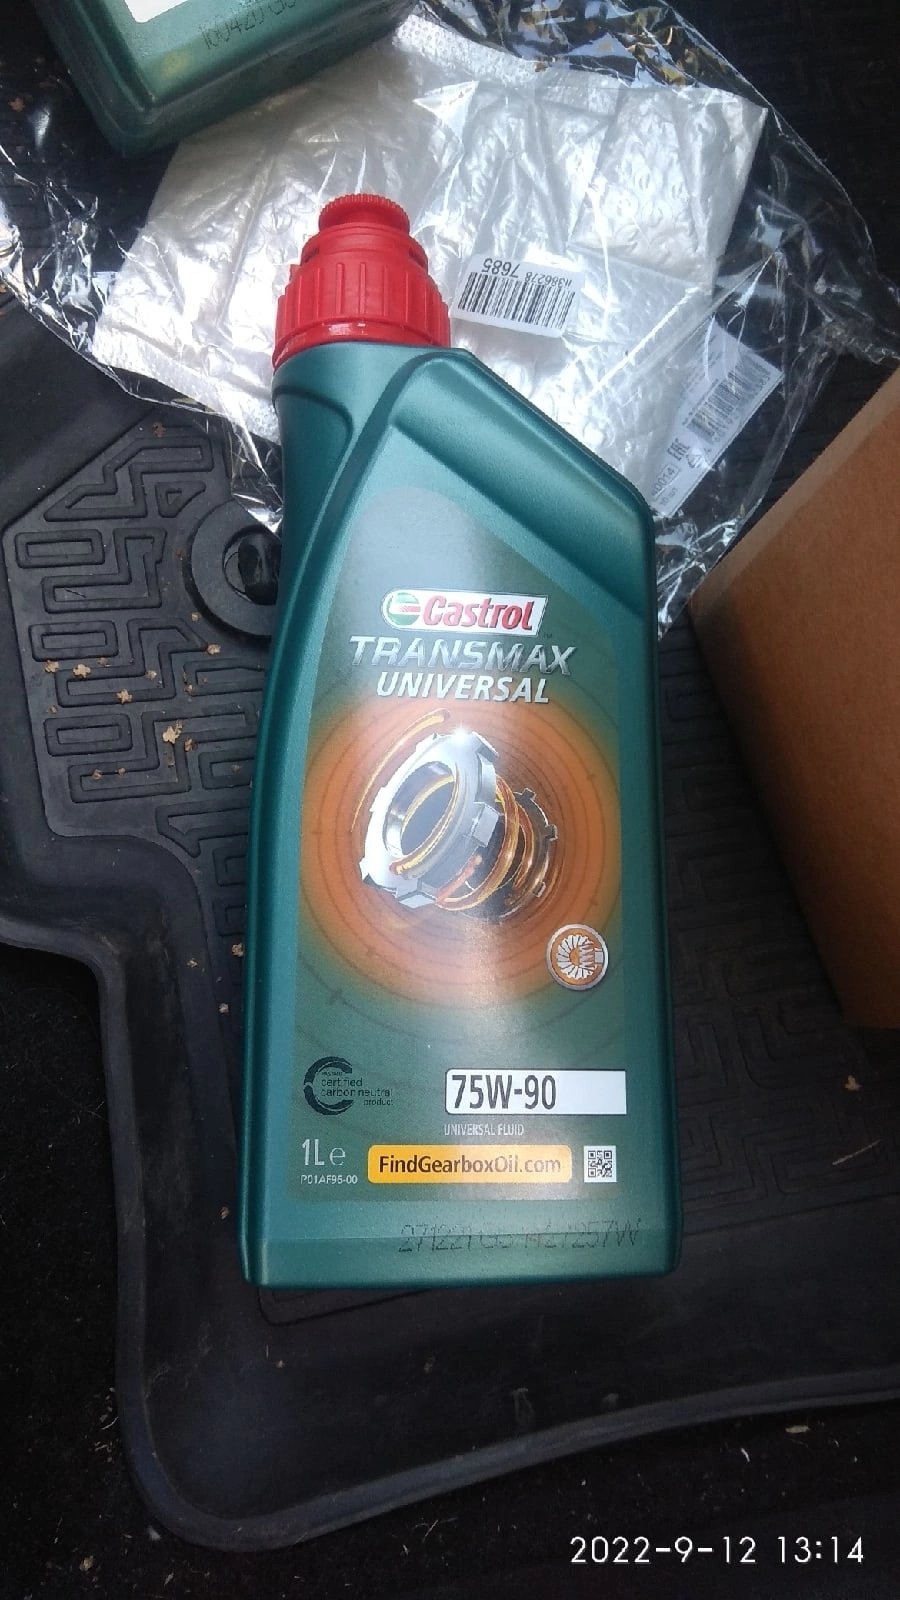 7685
Castrol
TRANSMAX
UNIVERSAL
certified
carbon neutral
product
75W-90
UNIVERSAL FLUID
1L e
FindGearboxOil.com
P01AF96-00
2022-9-12 13:14